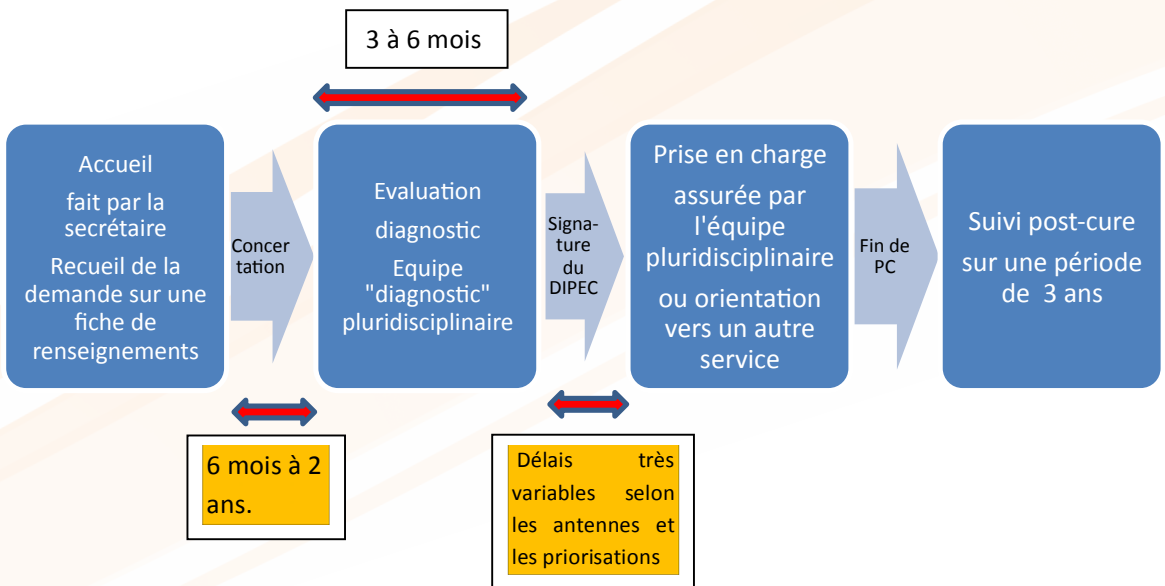 3 à 6 mois
Accueil
fait par la
secrétaire
Recueil de la
demande sur une
fiche de
renseignements
Concer
tation
Evaluation
diagnostic
Equipe
"diagnostic"
pluridisciplinaire
Signa-
ture
du
DIPEC
Prise en charge
assurée par
l'équipe
pluridisciplinaire
ou orientation
vers un autre
service
Fin de
PC
Suivi post-cure
sur une période
de 3 ans
6 mois à 2
ans.
Délais très
variables selon
les antennes et
les priorisations